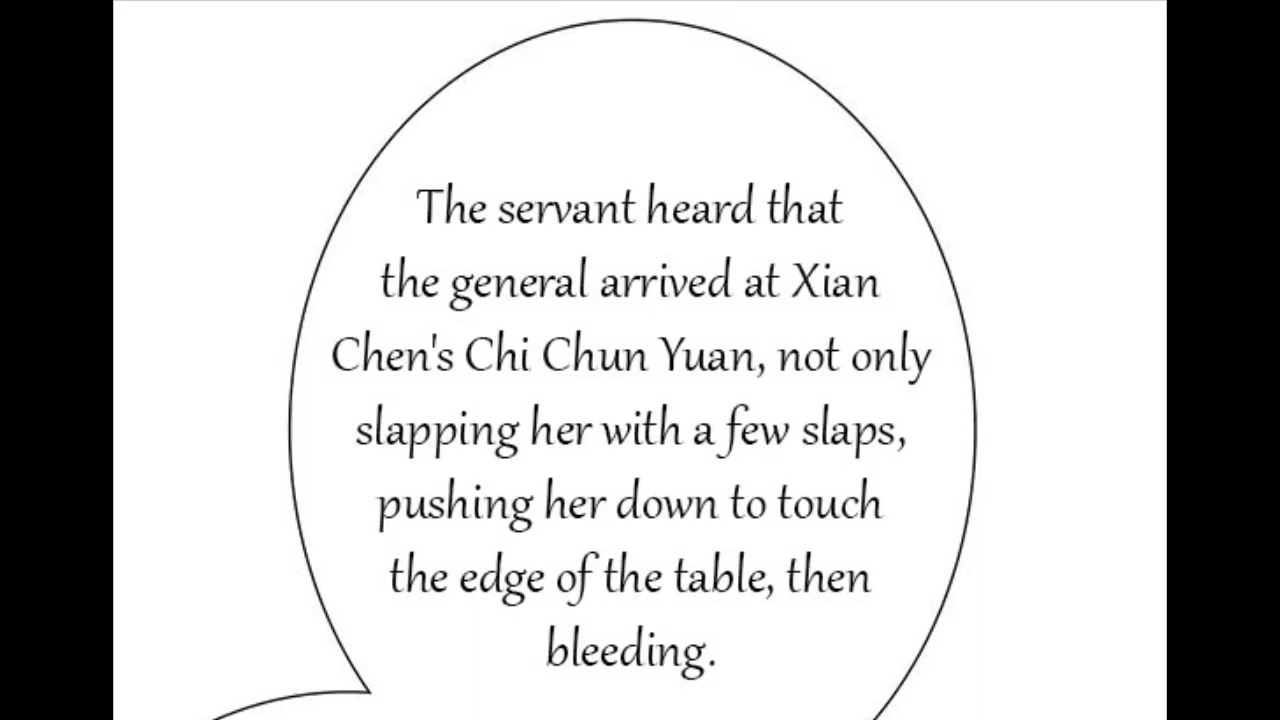 The servant heard that
the general arrived at Xian
Chen's Chi Chun Yuan, not only
slapping her with a few slaps,
pushing her down to touch
the edge of the table, then
bleeding.